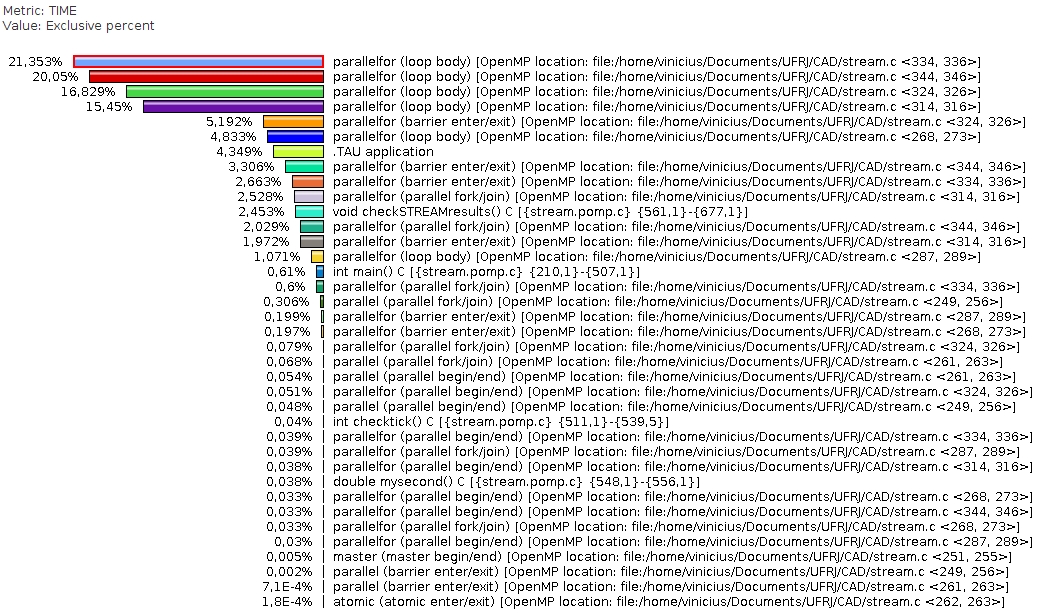 Metric: TIME
Value: Exclusive percent
21,353% parallelfor (loop body) [OpenMP location: file:/home/vinicius/Documents/UFRJ/CAD/stream.c <334, 336>]
20,05% parallelfor (loop body) [OpenMP location: file:/home/vinicius/Documents/UFRJ/CAD/stream.c <344, 346>]
16,829% parallelfor (loop body) [OpenMP location: file:/home/vinicius/Documents/UFRJ/CAD/stream.c <324, 326>]
15,45% parallelfor (loop body) [OpenMP location: file:/home/vinicius/Documents/UFRJ/CAD/stream.c <314, 316>]
5,192% parallelfor (barrier enter/exit) [OpenMP location: file:/home/vinicius/Documents/UFRJ/CAD/stream.c <324, 326>]
4,833% parallelfor (loop body) [OpenMP location: file:/home/vinicius/Documents/UFRJ/CAD/stream.c <268, 273>]
4,349% .TAU application
3,306% parallelfor (barrier enter/exit) [OpenMP location: file:/home/vinicius/Documents/UFRJ/CAD/stream.c <344, 346>]
2,663% parallelfor (barrier enter/exit) [OpenMP location: file:/home/vinicius/Documents/UFRJ/CAD/stream.c <334, 336>]
2,528% parallelfor (parallel fork/join) [OpenMP location: file:/home/vinicius/Documents/UFRJ/CAD/stream.c <314, 316>]
2,453% void checkSTREAMresults() C [{stream.pomp.c} {561,1}-{677,1}]
2,029% parallelfor (parallel fork/join) [OpenMP location: file:/home/vinicius/Documents/UFRJ/CAD/stream.c <344, 346>]
1,972% parallelfor (barrier enter/exit) [OpenMP location: file:/home/vinicius/Documents/UFRJ/CAD/stream.c <314, 316>]
1,071% parallelfor (loop body) [OpenMP location: file:/home/vinicius/Documents/UFRJ/CAD/stream.c <287, 289>]
0,61% int main() C [{stream.pomp.c} {210,1}-{507,1}]
0,6% parallelfor (parallel fork/join) [OpenMP location: file:/home/vinicius/Documents/UFRJ/CAD/stream.c <334, 336>]
0,306% parallel (parallel fork/join) [OpenMP location: file:/home/vinicius/Documents/UFRJ/CAD/stream.c <249, 256>]
0,199% parallelfor (barrier enter/exit) [OpenMP location: file:/home/vinicius/Documents/UFRJ/CAD/stream.c <287, 289>]
0,197% parallelfor (barrier enter/exit) [OpenMP location: file:/home/vinicius/Documents/UFRJ/CAD/stream.c <268, 273>]
0,079% parallelfor (parallel fork/join) [OpenMP location: file:/home/vinicius/Documents/UFRJ/CAD/stream.c <324, 326>]
0,068% parallel (parallel fork/join) [OpenMP location: file:/home/vinicius/Documents/UFRJ/CAD/stream.c <261, 263>]
0,054% parallel (parallel begin/end) [OpenMP location: file:/home/vinicius/Documents/UFRJ/CAD/stream.c <261, 263>]
0,051% parallelfor (parallel begin/end) [OpenMP location: file:/home/vinicius/Documents/UFRJ/CAD/stream.c <324, 326>]
0,048% parallel (parallel begin/end) [OpenMP location: file:/home/vinicius/Documents/UFRJ/CAD/stream.c <249, 256>]
0,04% int checktick() C [{stream.pomp.c} {511,1}-{539,5}]
0,039% parallelfor (parallel begin/end) [OpenMP location: file:/home/vinicius/Documents/UFRJ/CAD/stream.c <334, 336>]
0,039% parallelfor (parallel fork/join) [OpenMP location: file:/home/vinicius/Documents/UFRJ/CAD/stream.c <287, 289>]
0,038% parallelfor (parallel begin/end) [OpenMP location: file:/home/vinicius/Documents/UFRJ/CAD/stream.c <314, 316>]
0,038% double mysecond() C [{stream.pomp.c} {548,1}-{556,1}]
0,033% parallelfor (parallel begin/end) [OpenMP location: file:/home/vinicius/Documents/UFRJ/CAD/stream.c <268, 273>]
0,033% parallelfor (parallel begin/end) [OpenMP location: file:/home/vinicius/Documents/UFRJ/CAD/stream.c <344, 346>]
0,033% parallelfor (parallel fork/join) [OpenMP location: file:/home/vinicius/Documents/UFRJ/CAD/stream.c <268, 273>]
0,03% parallelfor (parallel begin/end) [OpenMP location: file:/home/vinicius/Documents/UFRJ/CAD/stream.c <287, 289>]
0,005% master (master begin/end) [OpenMP location: file:/home/vinicius/Documents/UFRJ/CAD/stream.c <251, 255>]
0,002% parallel (barrier enter/exit) [OpenMP location: file:/home/vinicius/Documents/UFRJ/CAD/stream.c <249, 256>]
7,1E-4% parallel (barrier enter/exit) [OpenMP location: file:/home/vinicius/Documents/UFRJ/CAD/stream.c <261, 263>]
1,8E-4% atomic (atomic enter/exit) [OpenMP location: file:/home/vinicius/Documents/UFRJ/CAD/stream.c <262, 263>]